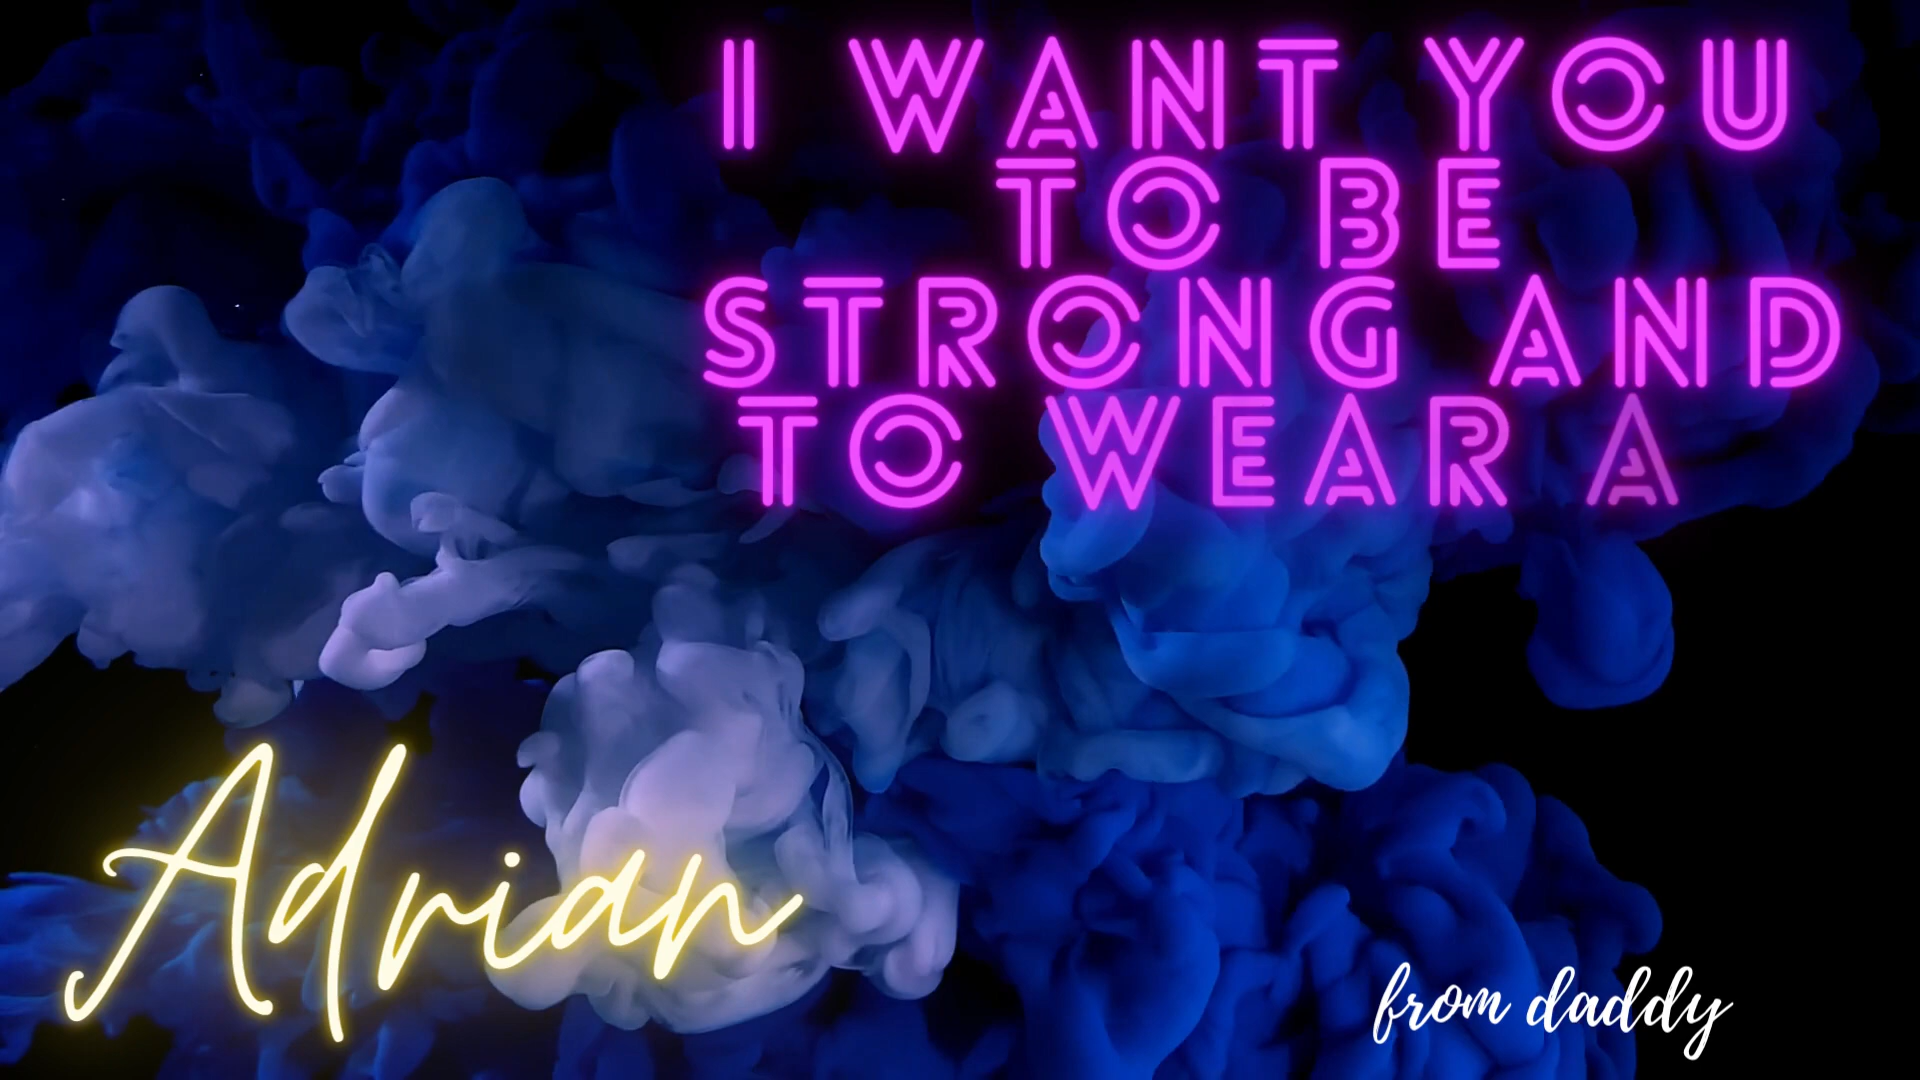 I WANT YOU
TO BE
STRONG AND
TO WEAR A
Adrian
from daddy